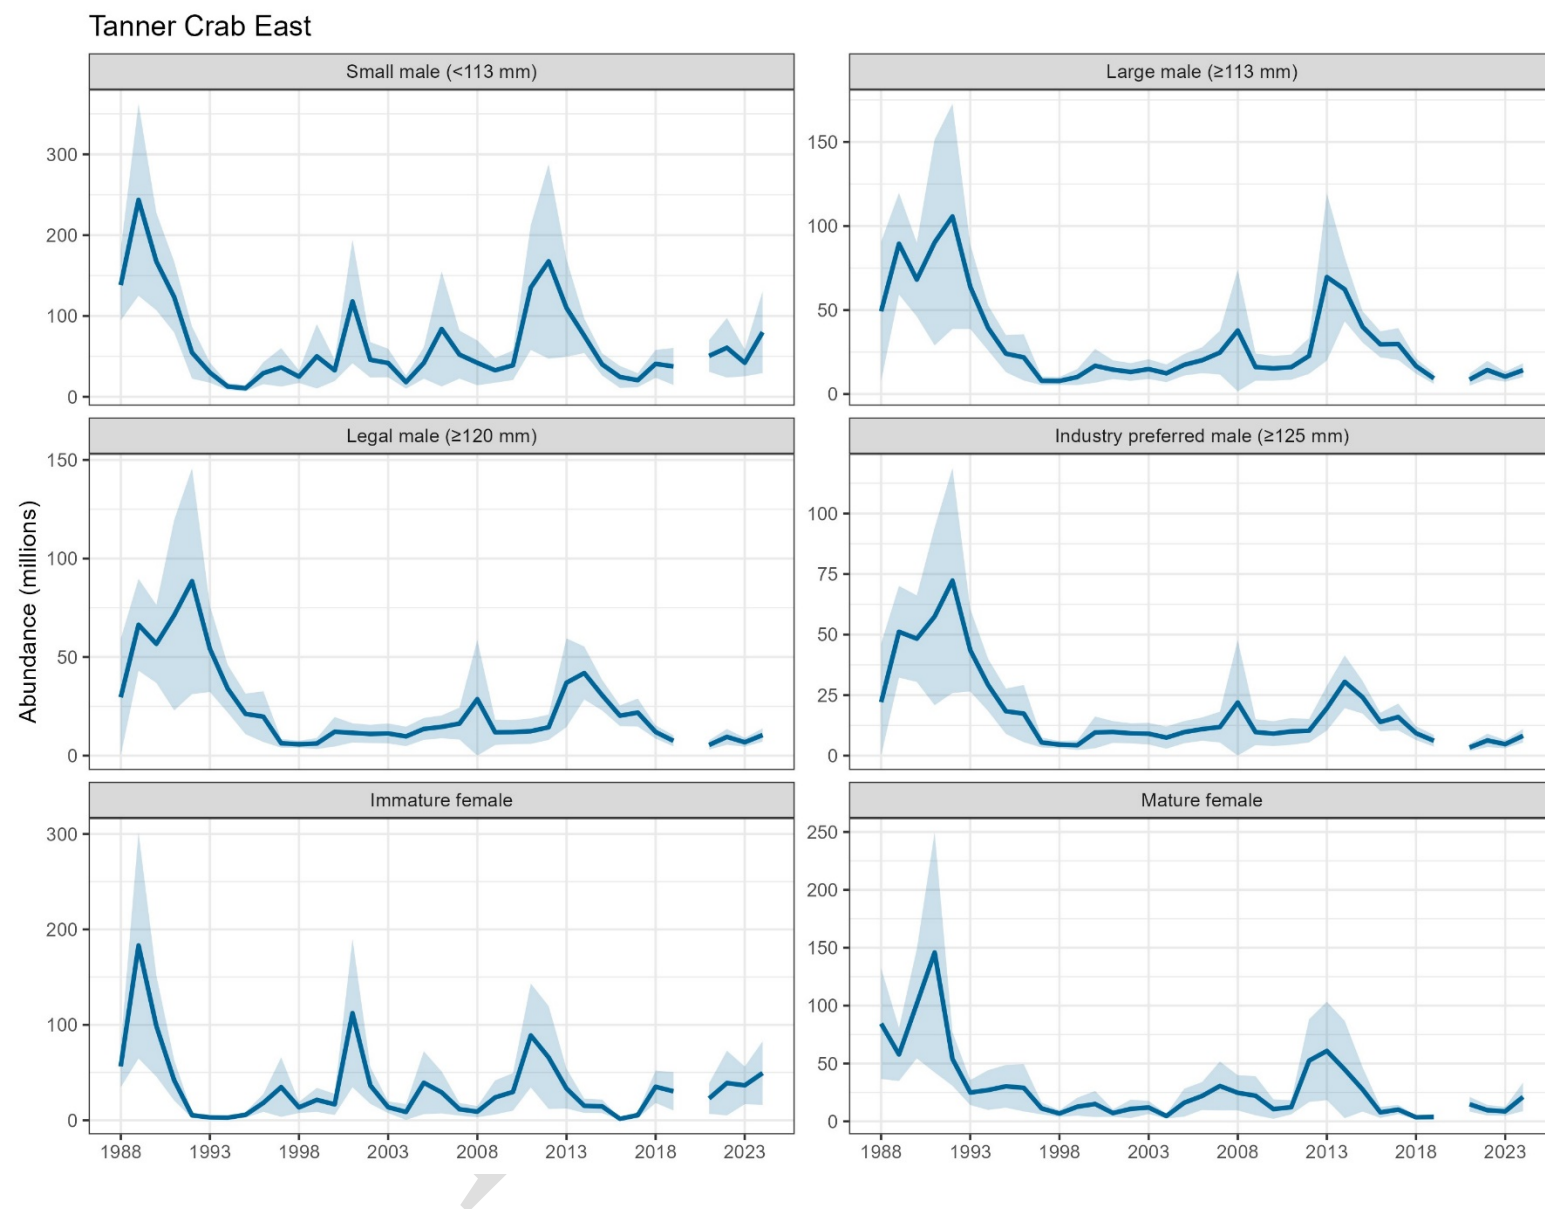 Tanner Crab East
Small male (<113 mm)
Large male (≥113 mm)
300
200
100
0
150
100
50
0
Legal male (≥120 mm)
Industry preferred male (≥125 mm)
Abundance (millions)
150
100
50
0
100
75
50
25
0
Immature female
Mature female
300
200
100
0
250
200
150
100
50
0
1988 1993 1998 2003 2008 2013 2018 2023
1988 1993 1998 2003 2008 2013 2018 2023